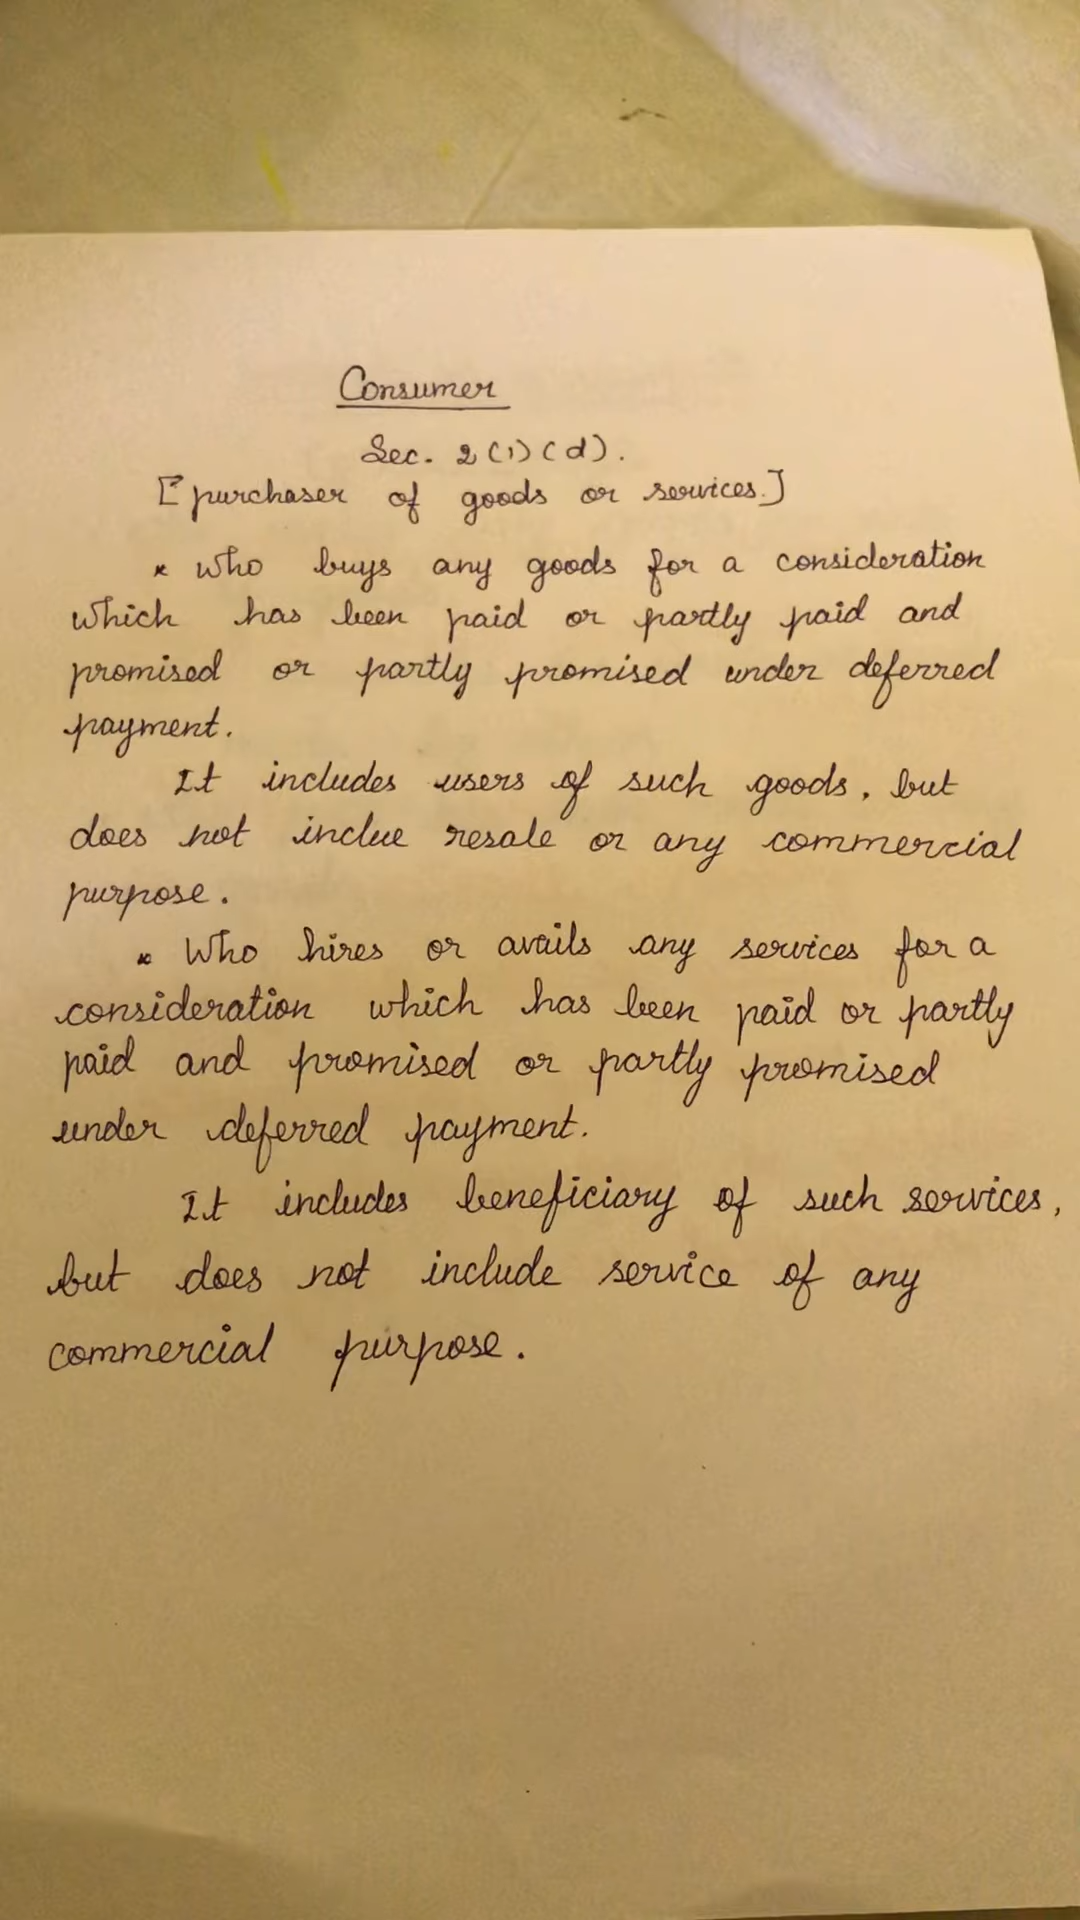 Consumer
Sec. 2(1)(d).
[purchaser of goods or services.]
* Who buys any goods for a consideration
which has been paid or partly paid and
promised or partly promised under deferred
payment.
It includes users of such goods, but
does not inclue resale or any commercial
purpose.
* Who hires or avails any services for a
consideration which has been paid or partly
paid and promised or partly promised
under deferred payment.
It includes beneficiary of such services,
but does not include service of any
commercial purpose.